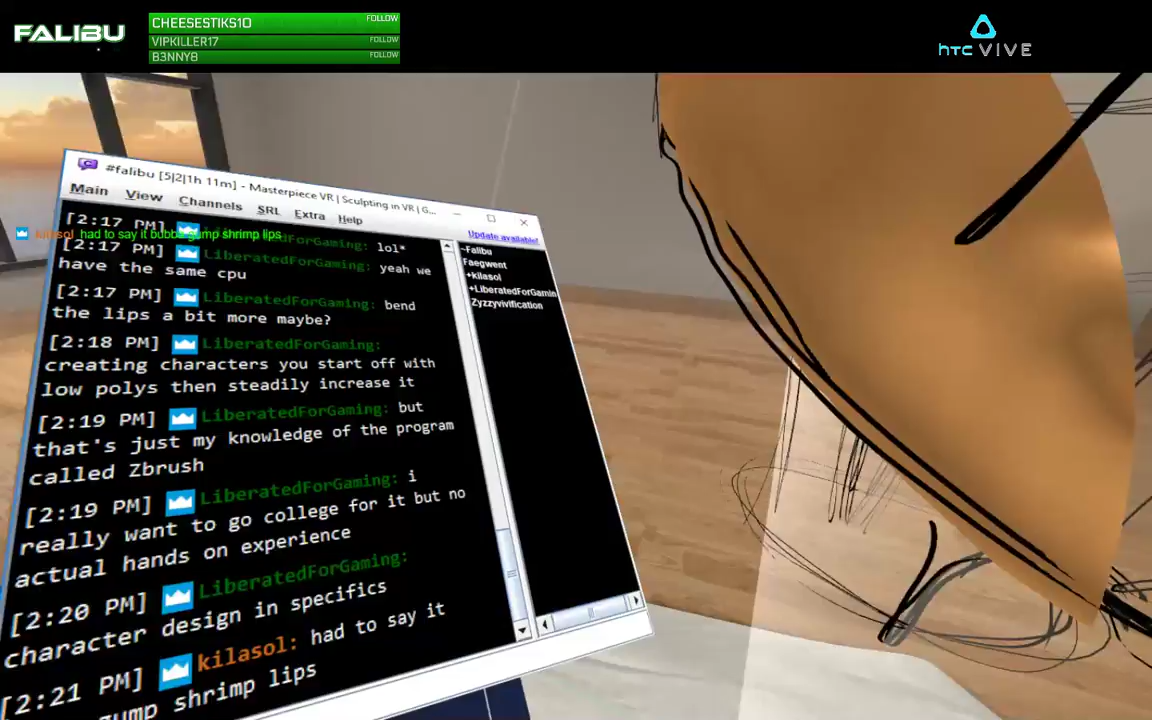 FALIBU
CHEESESTIKS10 FOLLOW
VIPKILLER17 FOLLOW
B3NNY8 FOLLOW
htc VIVE
#falibu [5|2|1h 11m] - Masterpiece VR | Sculpting in VR | G...
Main View Channels SRL Extra Help
Update available!
[2:17 PM] LiberatedForGaming: lol*
kilasol had to say it bubba gump shrimp lips
[2:17 PM] LiberatedForGaming: yeah we
have the same cpu
[2:17 PM] LiberatedForGaming: bend
the lips a bit more maybe?
[2:18 PM] LiberatedForGaming:
creating characters you start off with
low polys then steadily increase it
[2:19 PM] LiberatedForGaming: but
that's just my knowledge of the program
called Zbrush
[2:19 PM] LiberatedForGaming: i
really want to go college for it but no
actual hands on experience
[2:20 PM] LiberatedForGaming:
character design in specifics
[2:21 PM] kilasol: had to say it
gump shrimp lips
~Falibu
Faegwent
+kilasol
+LiberatedForGamin
Zyzzyvivification